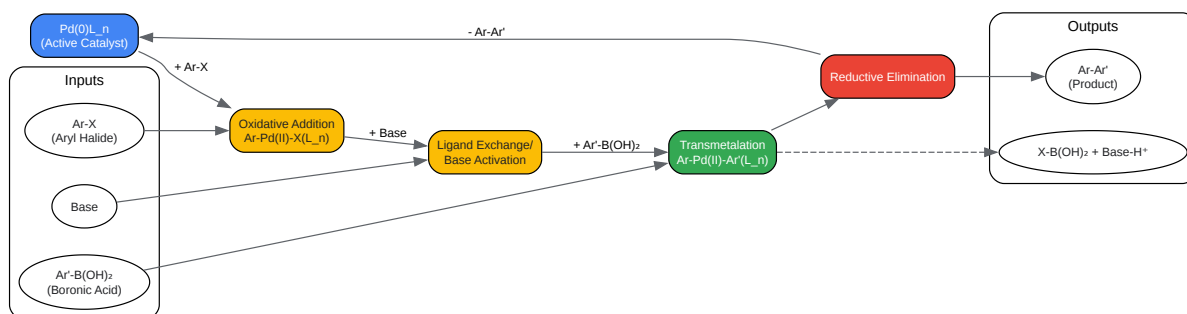 Pd(0)L_n
(Active Catalyst)
- Ar-Ar'
Outputs
+ Ar-X
Inputs
Ar-X
(Aryl Halide)
Oxidative Addition
Ar-Pd(II)-X(L_n)
+ Base
Ligand Exchange/
Base Activation
+ Ar'-B(OH)₂
Transmetalation
Ar-Pd(II)-Ar'(L_n)
Reductive Elimination
Ar-Ar'
(Product)
X-B(OH)₂ + Base-H⁺
Base
Ar'-B(OH)₂
(Boronic Acid)